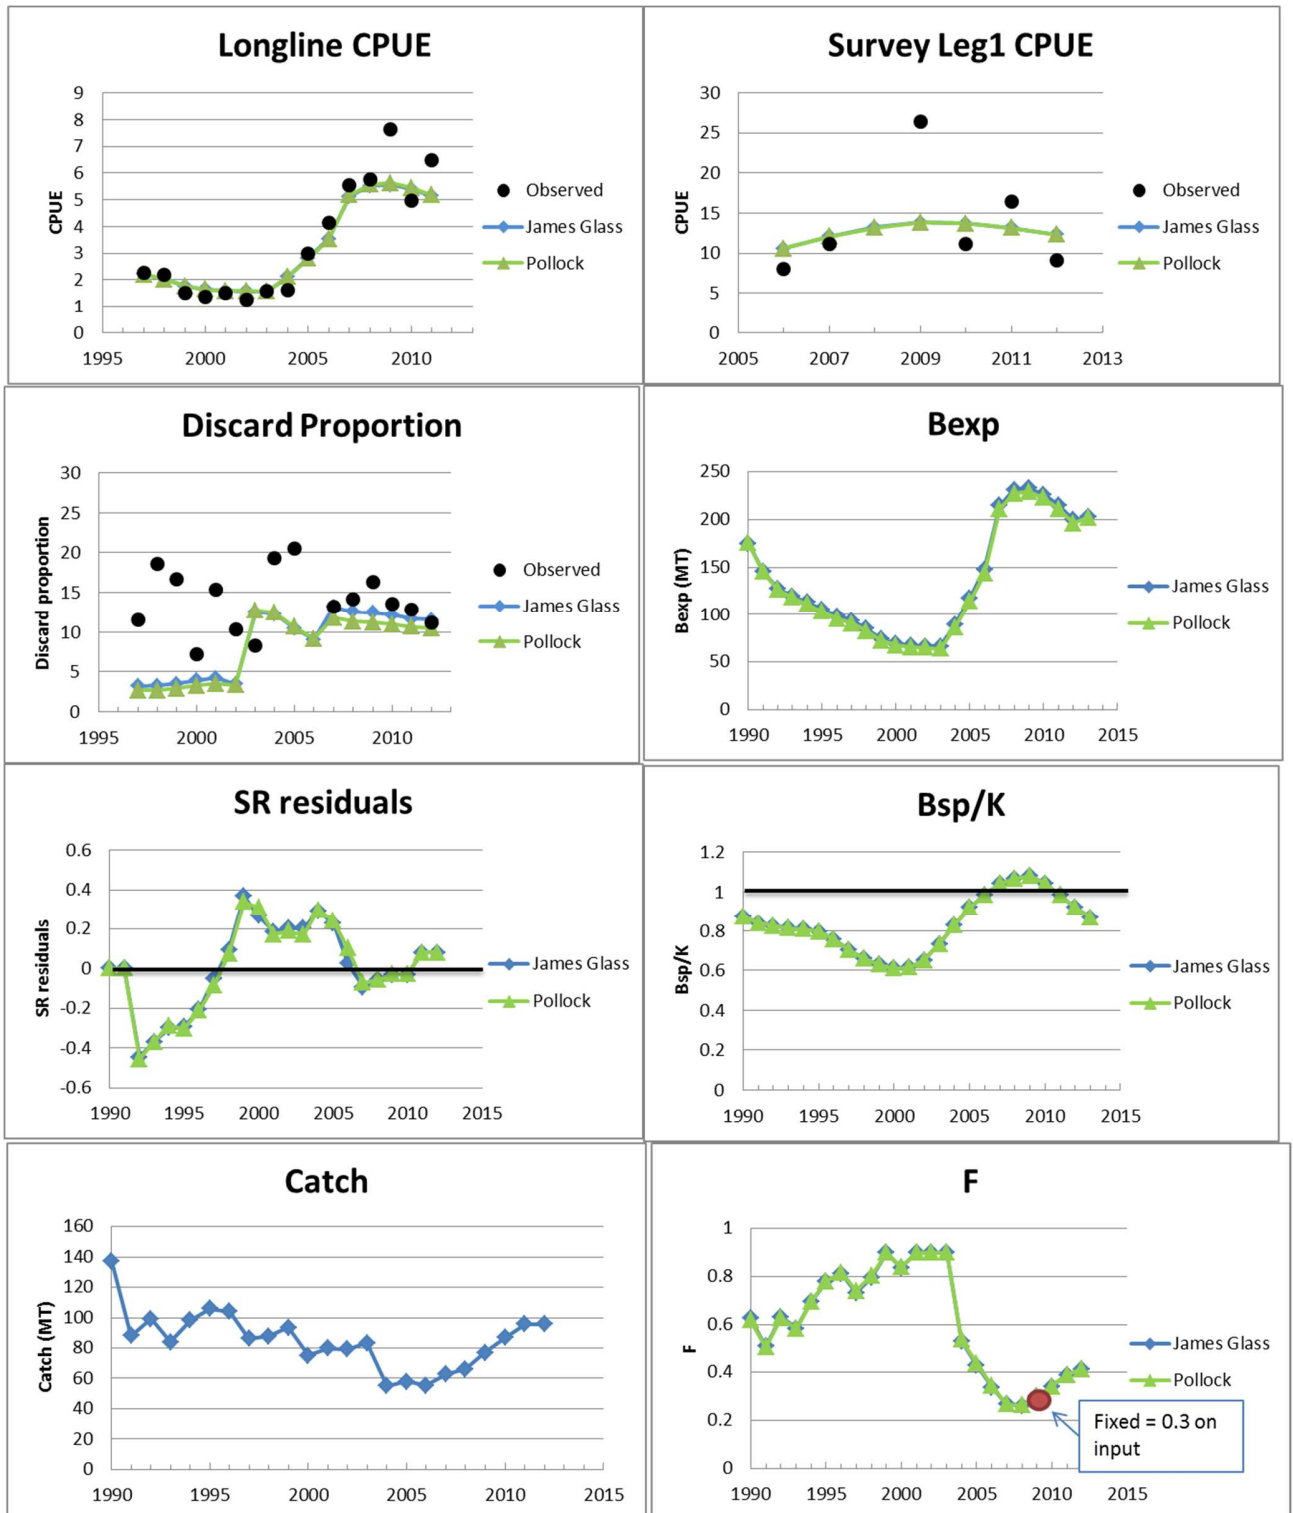 Longline CPUE
9
8
7
6
5
4
3
2
1
0
CPUE
1995 2000 2005 2010
Observed
James Glass
Pollock
Survey Leg1 CPUE
30
25
20
15
10
5
0
CPUE
2005 2007 2009 2011 2013
Observed
James Glass
Pollock
Discard Proportion
30
25
20
15
10
5
0
Discard proportion
1995 2000 2005 2010
Observed
James Glass
Pollock
Bexp
250
200
150
100
50
0
Bexp (MT)
1990 1995 2000 2005 2010 2015
James Glass
Pollock
SR residuals
0.6
0.4
0.2
0
-0.2
-0.4
-0.6
SR residuals
1990 1995 2000 2005 2010 2015
James Glass
Pollock
Bsp/K
1.2
1
0.8
0.6
0.4
0.2
0
Bsp/K
1990 1995 2000 2005 2010 2015
James Glass
Pollock
Catch
160
140
120
100
80
60
40
20
0
Catch (MT)
1990 1995 2000 2005 2010 2015
F
1
0.8
0.6
0.4
0.2
0
F
1990 1995 2000 2005 2010 2015
James Glass
Pollock
Fixed = 0.3 on
input